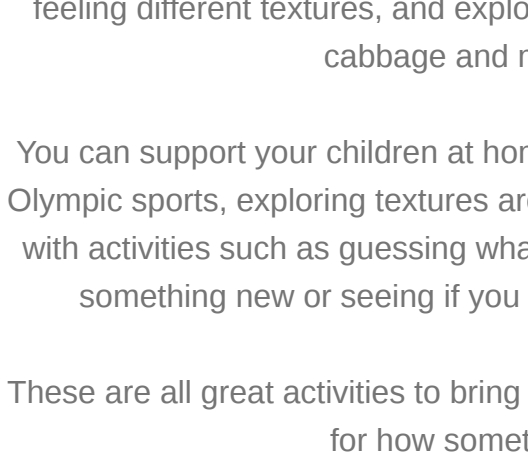 feeling different textures, and explo
cabbage and
You can support your children at hor
Olympic sports, exploring textures ar
with activities such as guessing wha
something new or seeing if you
These are all great activities to bring
for how somet